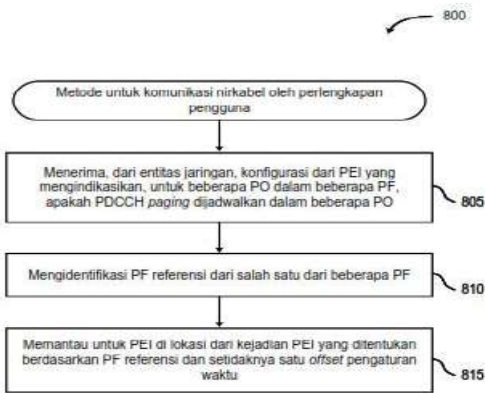 800
Metode untuk komunikasi nirkabel oleh perlengkapan
pengguna
Menerima, dari entitas jaringan, konfigurasi dari PEI yang
mengindikasikan, untuk beberapa PO dalam beberapa PF,
apakah PDCCH paging dijadwalkan dalam beberapa PO
805
Mengidentifikasi PF referensi dari salah satu dari beberapa PF
810
Memantau untuk PEI di lokasi dari kejadian PEI yang ditentukan
berdasarkan PF referensi dan setidaknya satu offset pengaturan
waktu
815